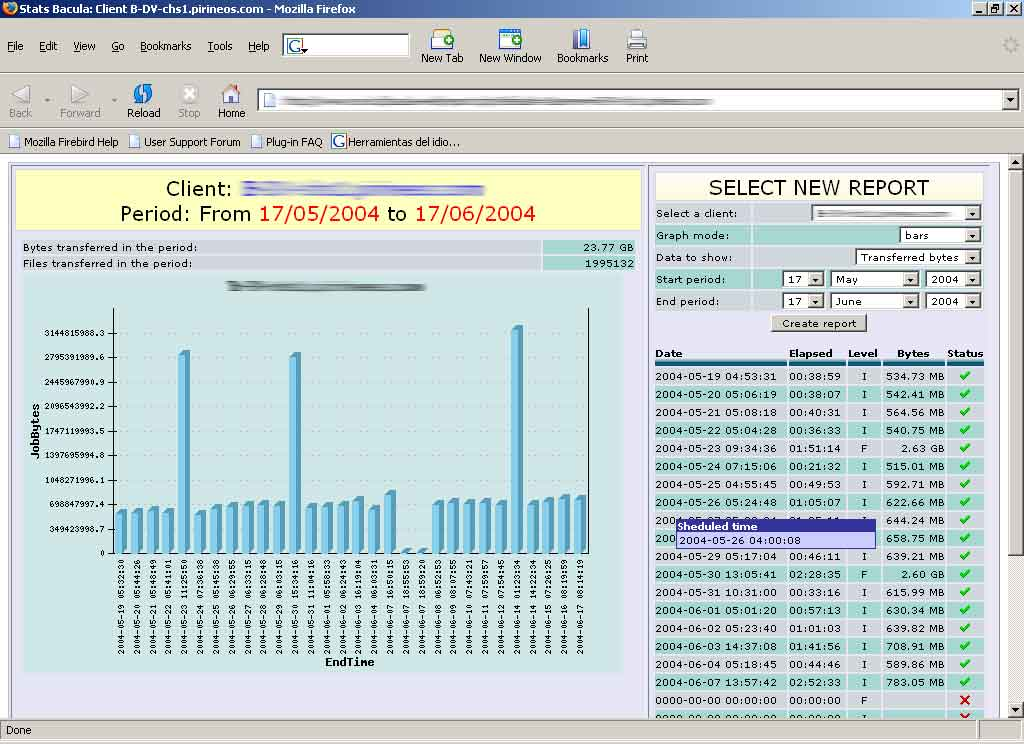 Stats Bacula: Client B-DV-chs1.pirineos.com - Mozilla Firefox
File Edit View Go Bookmarks Tools Help
New Tab New Window Bookmarks Print
Back Forward Reload Stop Home
Mozilla Firebird Help User Support Forum Plug-in FAQ Herramientas del idio...
Client:
Period: From 17/05/2004 to 17/06/2004
Bytes transferred in the period: 23.77 GB
Files transferred in the period: 1995132
JobBytes
3144815988.3
2795391989.6
2445967990.9
2096543992.2
1747119993.5
1397695994.8
1048271996.1
698847997.4
349423998.7
0
2004-05-19 05:32:30
2004-05-20 05:44:26
2004-05-21 05:48:49
2004-05-22 05:41:01
2004-05-23 11:25:50
2004-05-24 07:36:38
2004-05-25 05:45:38
2004-05-26 06:29:55
2004-05-27 06:33:15
2004-05-28 06:28:48
2004-05-29 06:03:15
2004-05-30 15:34:16
2004-05-31 11:04:16
2004-06-01 05:58:33
2004-06-02 06:24:43
2004-06-03 16:19:04
2004-06-04 06:03:31
2004-06-07 16:50:15
2004-06-07 18:55:53
2004-06-07 18:59:20
2004-06-08 06:52:53
2004-06-09 08:07:55
2004-06-10 07:43:21
2004-06-11 07:59:57
2004-06-12 07:54:45
2004-06-14 01:23:34
2004-06-14 14:22:34
2004-06-15 07:26:25
2004-06-16 08:19:59
2004-06-17 08:14:19
EndTime
SELECT NEW REPORT
Select a client:
Graph mode: bars
Data to show: Transferred bytes
Start period: 17 May 2004
End period: 17 June 2004
Create report
Date Elapsed Level Bytes Status
2004-05-19 04:53:31 00:38:59 I 534.73 MB
2004-05-20 05:06:19 00:38:07 I 542.41 MB
2004-05-21 05:08:18 00:40:31 I 564.56 MB
2004-05-22 05:04:28 00:36:33 I 540.75 MB
2004-05-23 09:34:36 01:51:14 F 2.63 GB
2004-05-24 07:15:06 00:21:32 I 515.01 MB
2004-05-25 04:55:45 00:49:53 I 592.71 MB
2004-05-26 05:24:48 01:05:07 I 622.66 MB
644.24 MB
Sheduled time
2004-05-26 04:00:08
658.75 MB
2004-05-29 05:17:04 00:46:11 I 639.21 MB
2004-05-30 13:05:41 02:28:35 F 2.60 GB
2004-05-31 10:31:00 00:33:16 I 615.99 MB
2004-06-01 05:01:20 00:57:13 I 630.34 MB
2004-06-02 05:23:40 01:01:03 I 639.82 MB
2004-06-03 14:37:08 01:41:56 I 708.91 MB
2004-06-04 05:18:45 00:44:46 I 589.86 MB
2004-06-07 13:57:42 02:52:33 I 783.05 MB
0000-00-00 00:00:00 00:00:00 F
Done